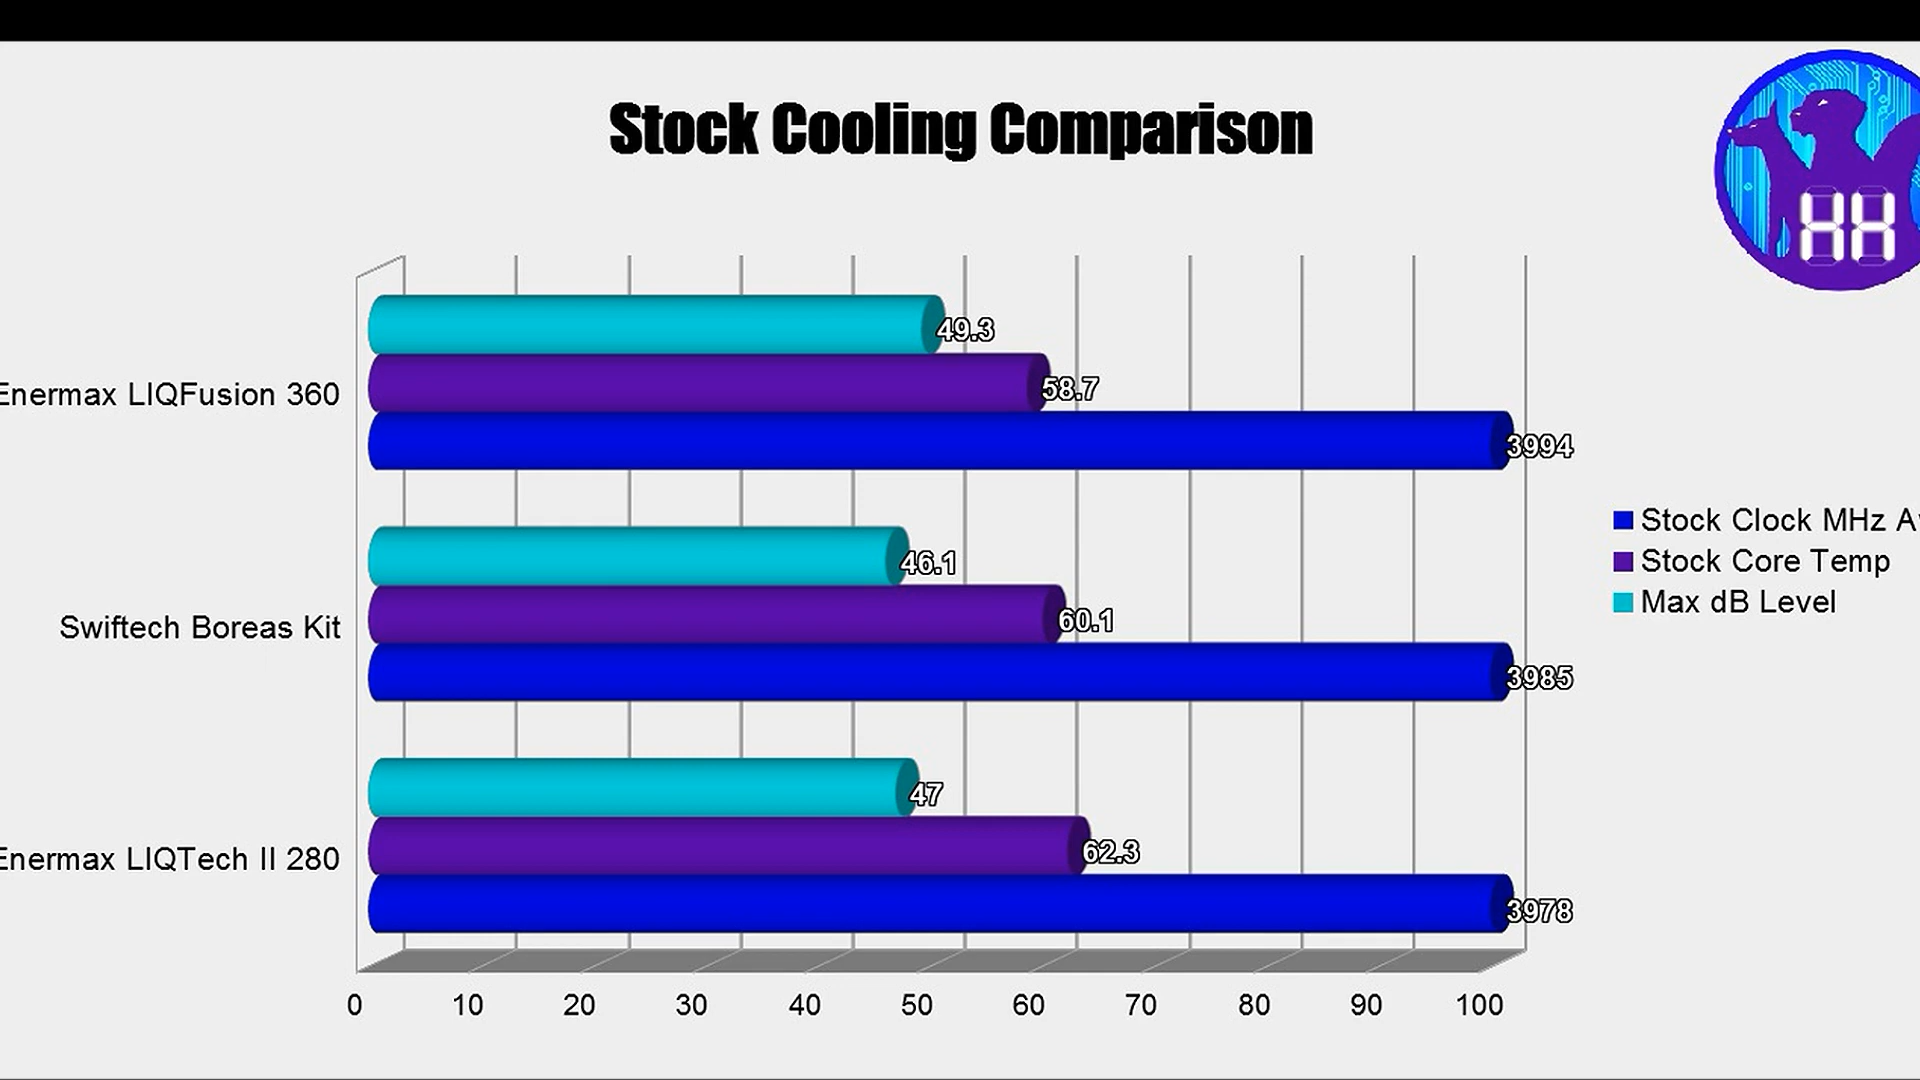 Stock Cooling Comparison
HH
49.3
Enermax LIQFusion 360
58.7
3994
46.1
Swiftech Boreas Kit
60.1
3985
47
Enermax LIQTech II 280
62.3
3978
Stock Clock MHz
Stock Core Temp
Max dB Level
0 10 20 30 40 50 60 70 80 90 100